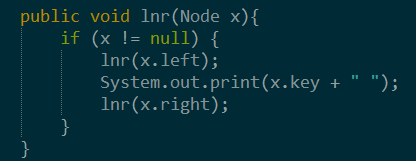 public void lnr(Node x){
    if (x != null) {
        lnr(x.left);
        System.out.print(x.key + " ");
        lnr(x.right);
    }
}